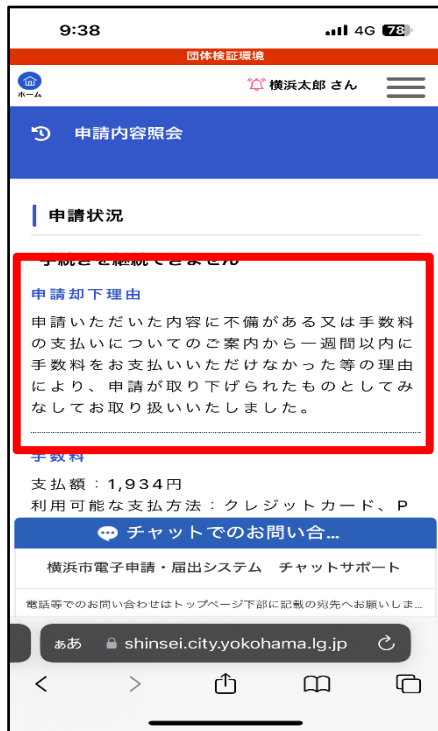 9:38
4G 78
団体検証環境
ホーム
横浜太郎 さん
申請内容照会
申請状況
手続きを継続できません
申請却下理由
申請いただいた内容に不備がある又は手数料
の支払いについてのご案内から一週間以内に
手数料をお支払いいただけなかった等の理由
により、申請が取り下げられたものとしてみ
なしてお取り扱いいたしました。
手数料
支払額：1,934円
利用可能な支払方法：クレジットカード、P
チャットでのお問い合...
横浜市電子申請・届出システム　チャットサポート
電話等でのお問い合わせはトップページ下部に記載の宛先へお願いしま...
ぁあ
shinsei.city.yokohama.lg.jp